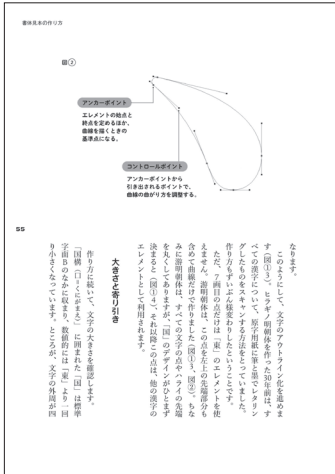 書体見本の作り方
図②
アンカーポイント
エレメントの始点と
終点を定めるほか、
曲線を描くときの
基準点になる。
コントロールポイント
アンカーポイントから
引き出されるポイントで、
曲線の曲がり方を調整する。
55
なります。
このようにして、文字のアウトライン化を進めま
す（図①3）。ヒラギノ明朝体を作った30年前は、す
べての漢字について、原字用紙に筆と墨でレタリン
グしたものをスキャンする方法をとっていました。
作り方もずいぶん様変わりしたということです。
ただ、7画目の点だけは「東」のエレメントを使
えません。游明朝体は、この点を左上の先端部分も
含めて曲線だけで作りました（図①3、図②）。ちな
みに游明朝体は、すべての文字の点やハライの先端
を丸くしてありますが、「国」のデザインがひとまず
決まると（図①4）、それ以降この点は、他の漢字の
エレメントとして利用されます。
大きさと寄り引き
作り方に続いて、文字の大きさを確認します。
「国構（囗＝くにがまえ）」に囲まれた「国」は標準
字面Bのなかに収まり、数値的には「東」より一回
り小さくなっています。ところが、文字の外周が四